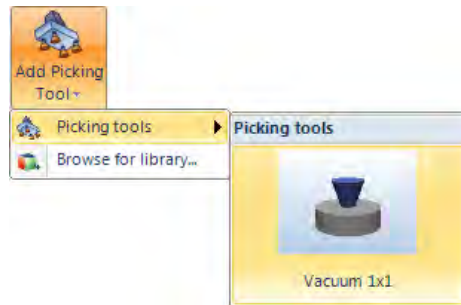 Add Picking
Tool
Picking tools
Browse for library...
Picking tools
Vacuum 1x1